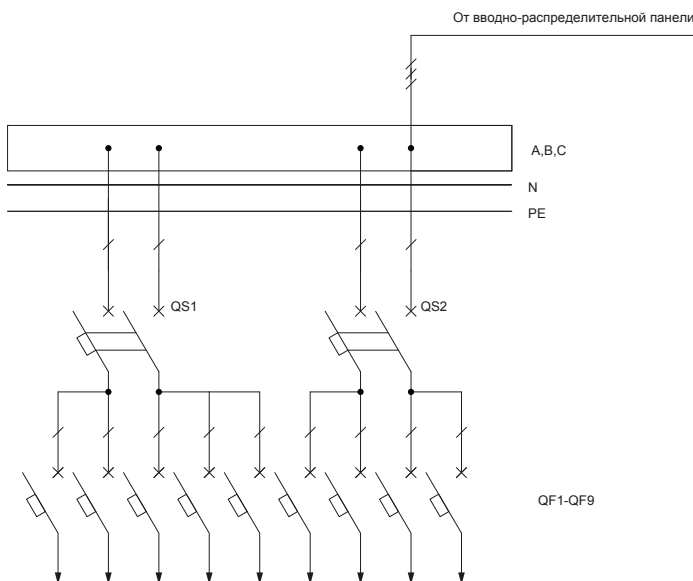 От вводно-распределительной панели
A,B,C
N
PE
QS1
QS2
QF1-QF9